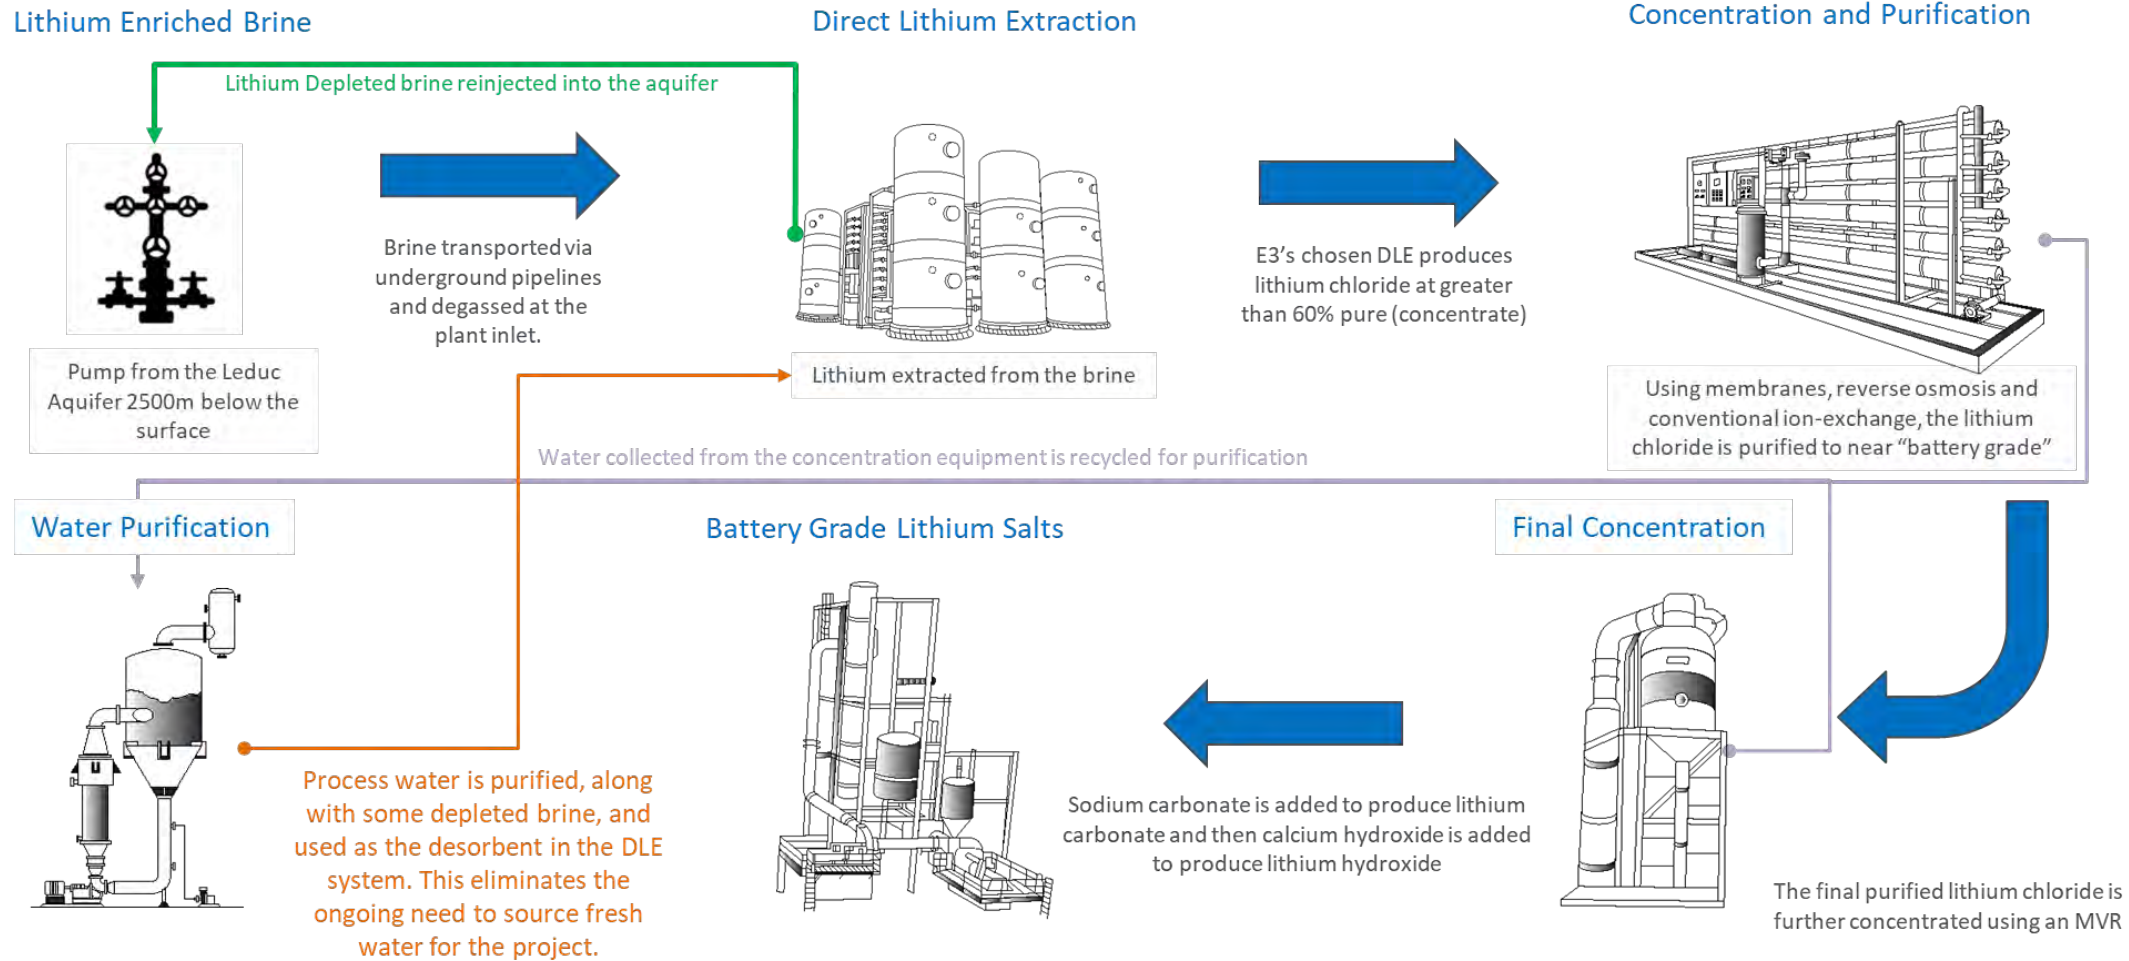 Lithium Enriched Brine
Direct Lithium Extraction
Concentration and Purification
Lithium Depleted brine reinjected into the aquifer
Brine transported via
underground pipelines
and degassed at the
plant inlet.
E3’s chosen DLE produces
lithium chloride at greater
than 60% pure (concentrate)
Pump from the Leduc
Aquifer 2500m below the
surface
Lithium extracted from the brine
Using membranes, reverse osmosis and
conventional ion-exchange, the lithium
chloride is purified to near “battery grade”
Water collected from the concentration equipment is recycled for purification
Water Purification
Battery Grade Lithium Salts
Final Concentration
Process water is purified, along
with some depleted brine, and
used as the desorbent in the DLE
system. This eliminates the
ongoing need to source fresh
water for the project.
Sodium carbonate is added to produce lithium
carbonate and then calcium hydroxide is added
to produce lithium hydroxide
The final purified lithium chloride is
further concentrated using an MVR